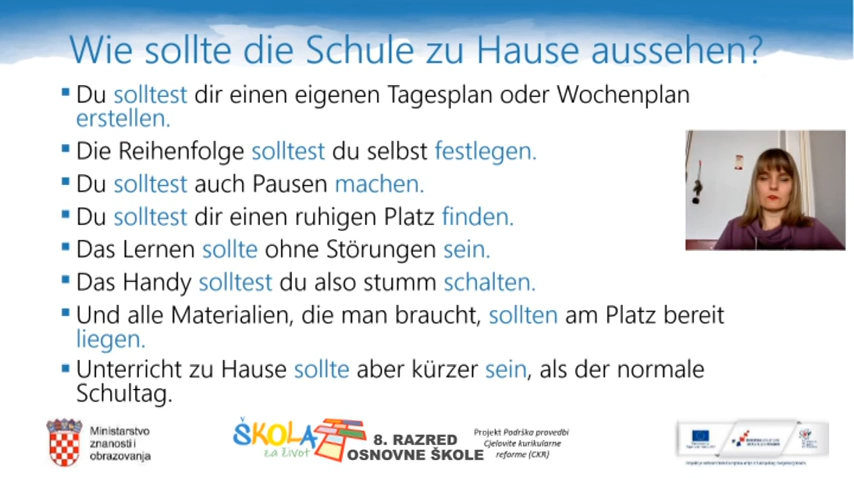 Wie sollte die Schule zu Hause aussehen?
Du solltest dir einen eigenen Tagesplan oder Wochenplan
erstellen.
Die Reihenfolge solltest du selbst festlegen.
Du solltest auch Pausen machen.
Du solltest dir einen ruhigen Platz finden.
Das Lernen sollte ohne Störungen sein.
Das Handy solltest du also stumm schalten.
Und alle Materialien, die man braucht, sollten am Platz bereit
liegen.
Unterricht zu Hause sollte aber kürzer sein, als der normale
Schultag.
Ministarstvo
znanosti i
obrazovanja
ŠKOLA
za život
8. RAZRED
OSNOVNE ŠKOLE
Projekt Podrška provedbi
Cjelovite kurikularne
reforme (CKR)